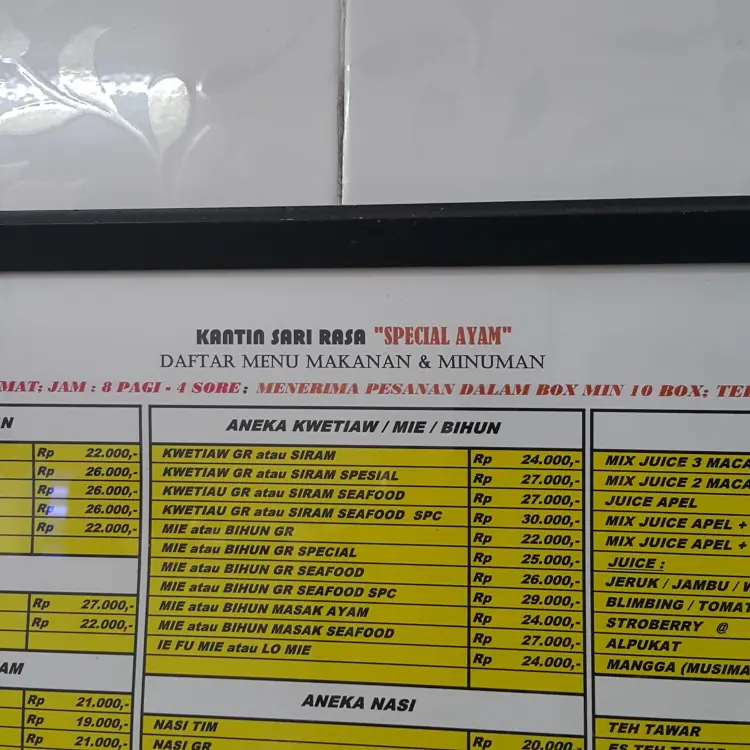 KANTIN SARI RASA "SPECIAL AYAM"
DAFTAR MENU MAKANAN & MINUMAN
JAM : 8 PAGI - 4 SORE ; MENERIMA PESANAN DALAM BOX MIN 10 BOX;
Rp 22.000,-
Rp 26.000,-
Rp 26.000,-
Rp 26.000,-
Rp 22.000,-
Rp 27.000,-
Rp 22.000,-
Rp 21.000,-
Rp 19.000,-
Rp 21.000,-
ANEKA KWETIAW / MIE / BIHUN
KWETIAW GR atau SIRAM Rp 24.000,-
KWETIAW GR atau SIRAM SPESIAL Rp 27.000,-
KWETIAU GR atau SIRAM SEAFOOD Rp 27.000,-
KWETIAU GR atau SIRAM SEAFOOD SPC Rp 30.000,-
MIE atau BIHUN GR Rp 22.000,-
MIE atau BIHUN GR SPECIAL Rp 25.000,-
MIE atau BIHUN GR SEAFOOD Rp 26.000,-
MIE atau BIHUN GR SEAFOOD SPC Rp 29.000,-
MIE atau BIHUN MASAK AYAM Rp 24.000,-
MIE atau BIHUN MASAK SEAFOOD Rp 27.000,-
IE FU MIE atau LO MIE Rp 24.000,-
ANEKA NASI
NASI TIM
NASI GR Rp 20.000,-
MIX JUICE 3 MACA
MIX JUICE 2 MACA
JUICE APEL
MIX JUICE APEL +
MIX JUICE APEL +
JUICE :
JERUK / JAMBU /
BLIMBING / TOMAT
STROBERRY @
ALPUKAT
MANGGA (MUSIMA
TEH TAWAR
ES TEH TAWAR